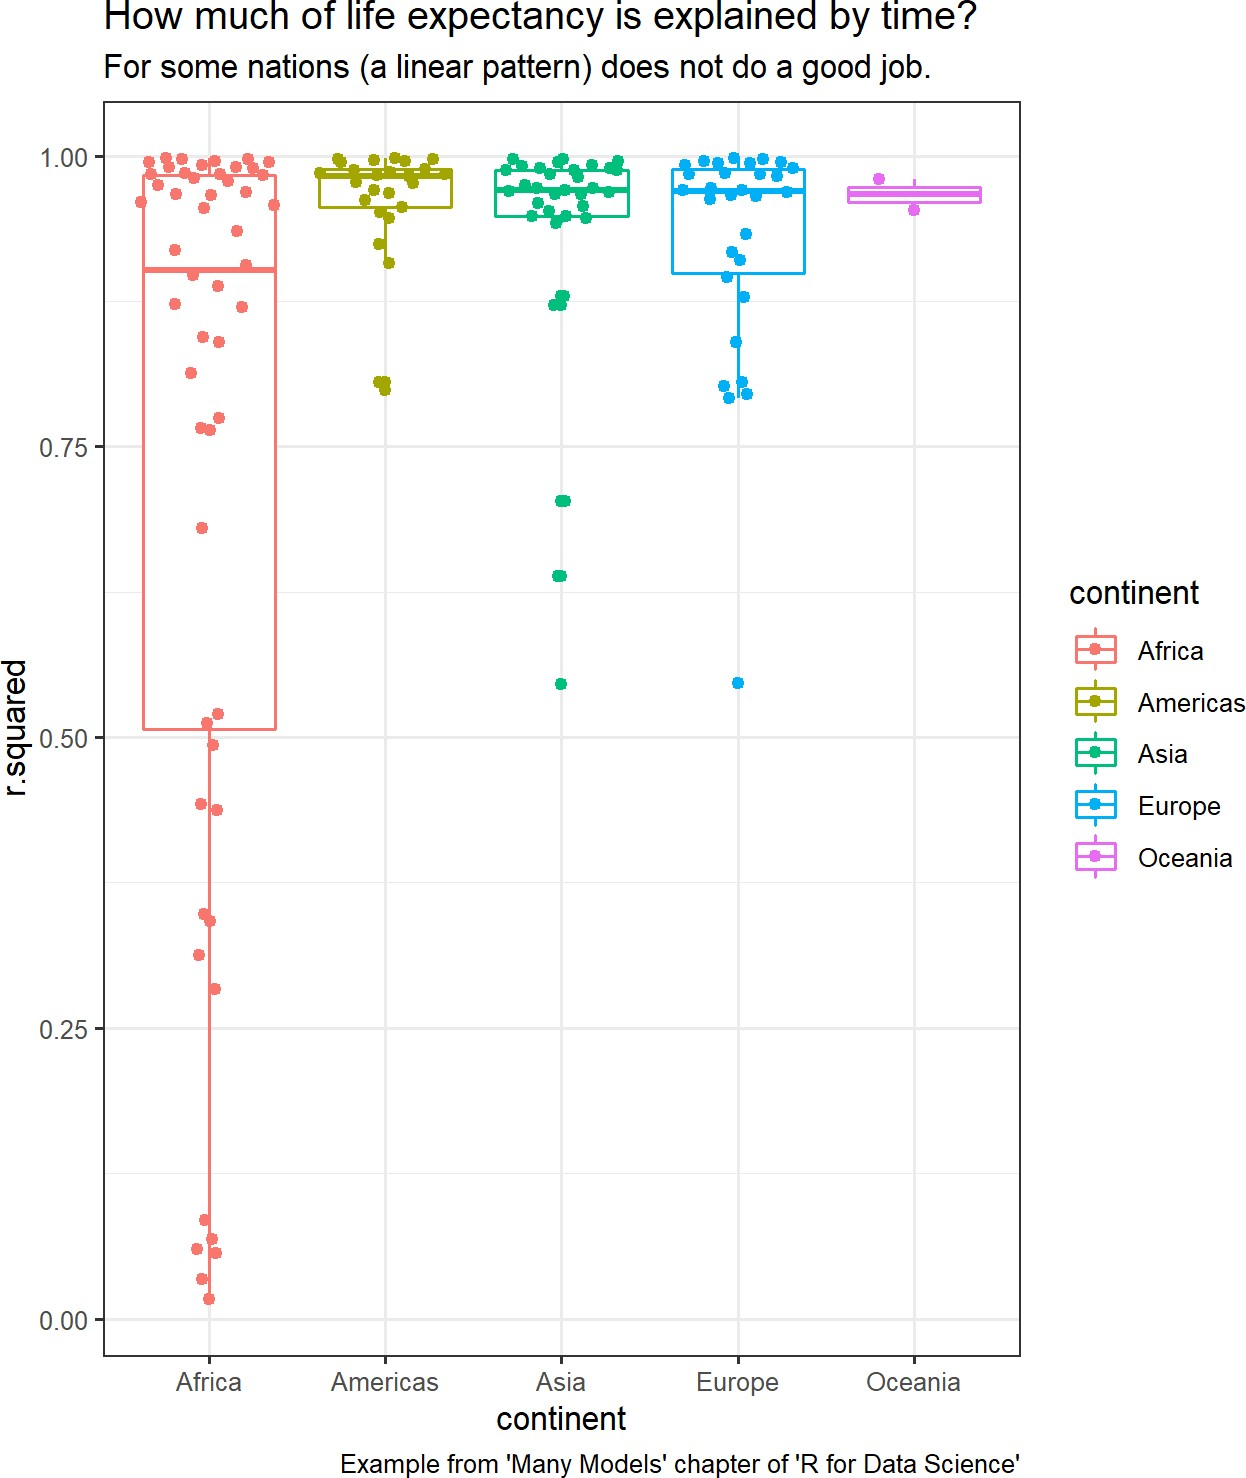 How much of life expectancy is explained by time?
For some nations (a linear pattern) does not do a good job.
1.00
0.75
0.50
0.25
0.00
r.squared
Africa
Americas
Asia
Europe
Oceania
continent
continent
Africa
Americas
Asia
Europe
Oceania
Example from 'Many Models' chapter of 'R for Data Science'